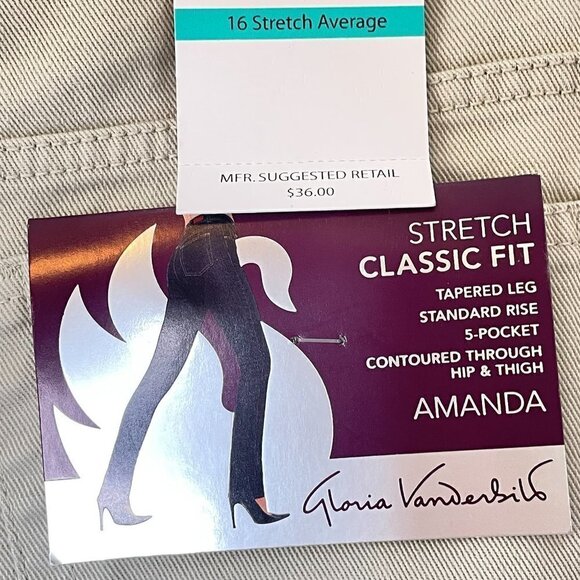 16 Stretch Average
MFR. SUGGESTED RETAIL
$36.00
STRETCH
CLASSIC FIT
TAPERED LEG
STANDARD RISE
5-POCKET
CONTOURED THROUGH
HIP & THIGH
AMANDA
Gloria Vanderbilt